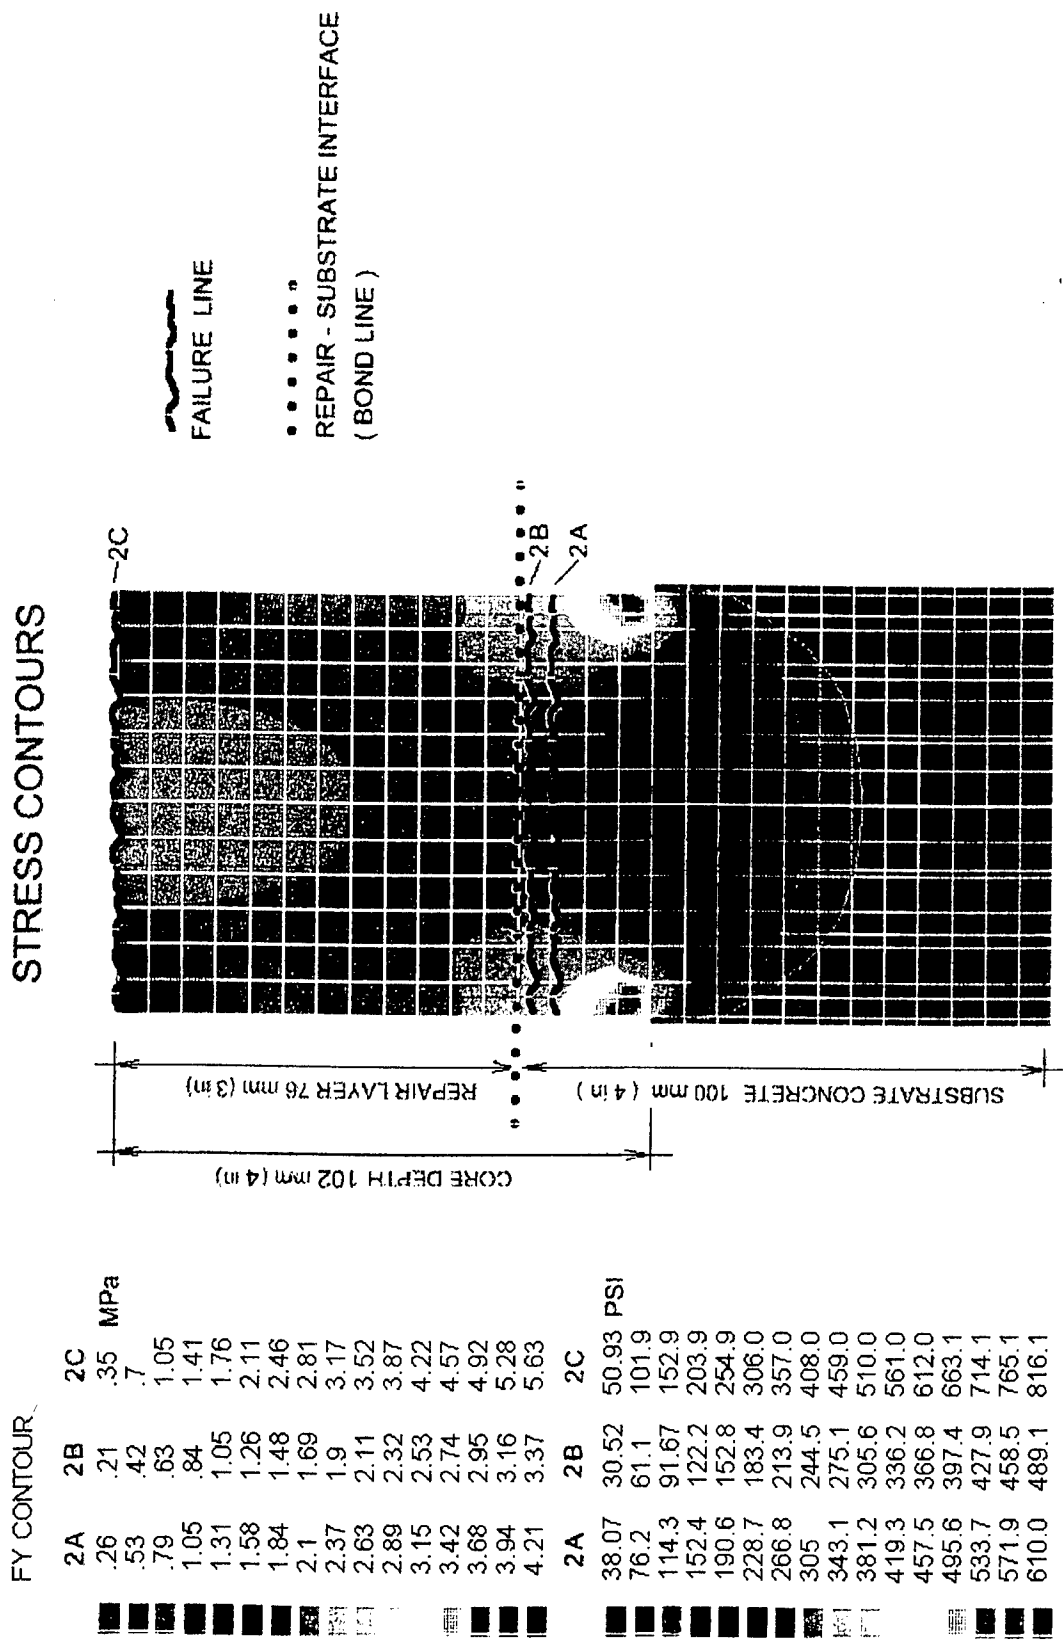 STRESS CONTOURS
FY CONTOUR
2A 2B 2C
.26 .21 .35 MPa
.53 .42 .7
.79 .63 1.05
1.05 .84 1.41
1.31 1.05 1.76
1.58 1.26 2.11
1.84 1.48 2.46
2.1 1.69 2.81
2.37 1.9 3.17
2.63 2.11 3.52
2.89 2.32 3.87
3.15 2.53 4.22
3.42 2.74 4.57
3.68 2.95 4.92
3.94 3.16 5.28
4.21 3.37 5.63
2A 2B 2C
38.07 30.52 50.93 PSI
76.2 61.1 101.9
114.3 91.67 152.9
152.4 122.2 203.9
190.6 152.8 254.9
228.7 183.4 306.0
266.8 213.9 357.0
305 244.5 408.0
343.1 275.1 459.0
381.2 305.6 510.0
419.3 336.2 561.0
457.5 366.8 612.0
495.6 397.4 663.1
533.7 427.9 714.1
571.9 458.5 765.1
610.0 489.1 816.1
CORE DEPTH 102 mm (4 in)
REPAIR LAYER 76 mm (3 in)
SUBSTRATE CONCRETE 100 mm ( 4 in )
2C
2B
2A
FAILURE LINE
REPAIR - SUBSTRATE INTERFACE
( BOND LINE )